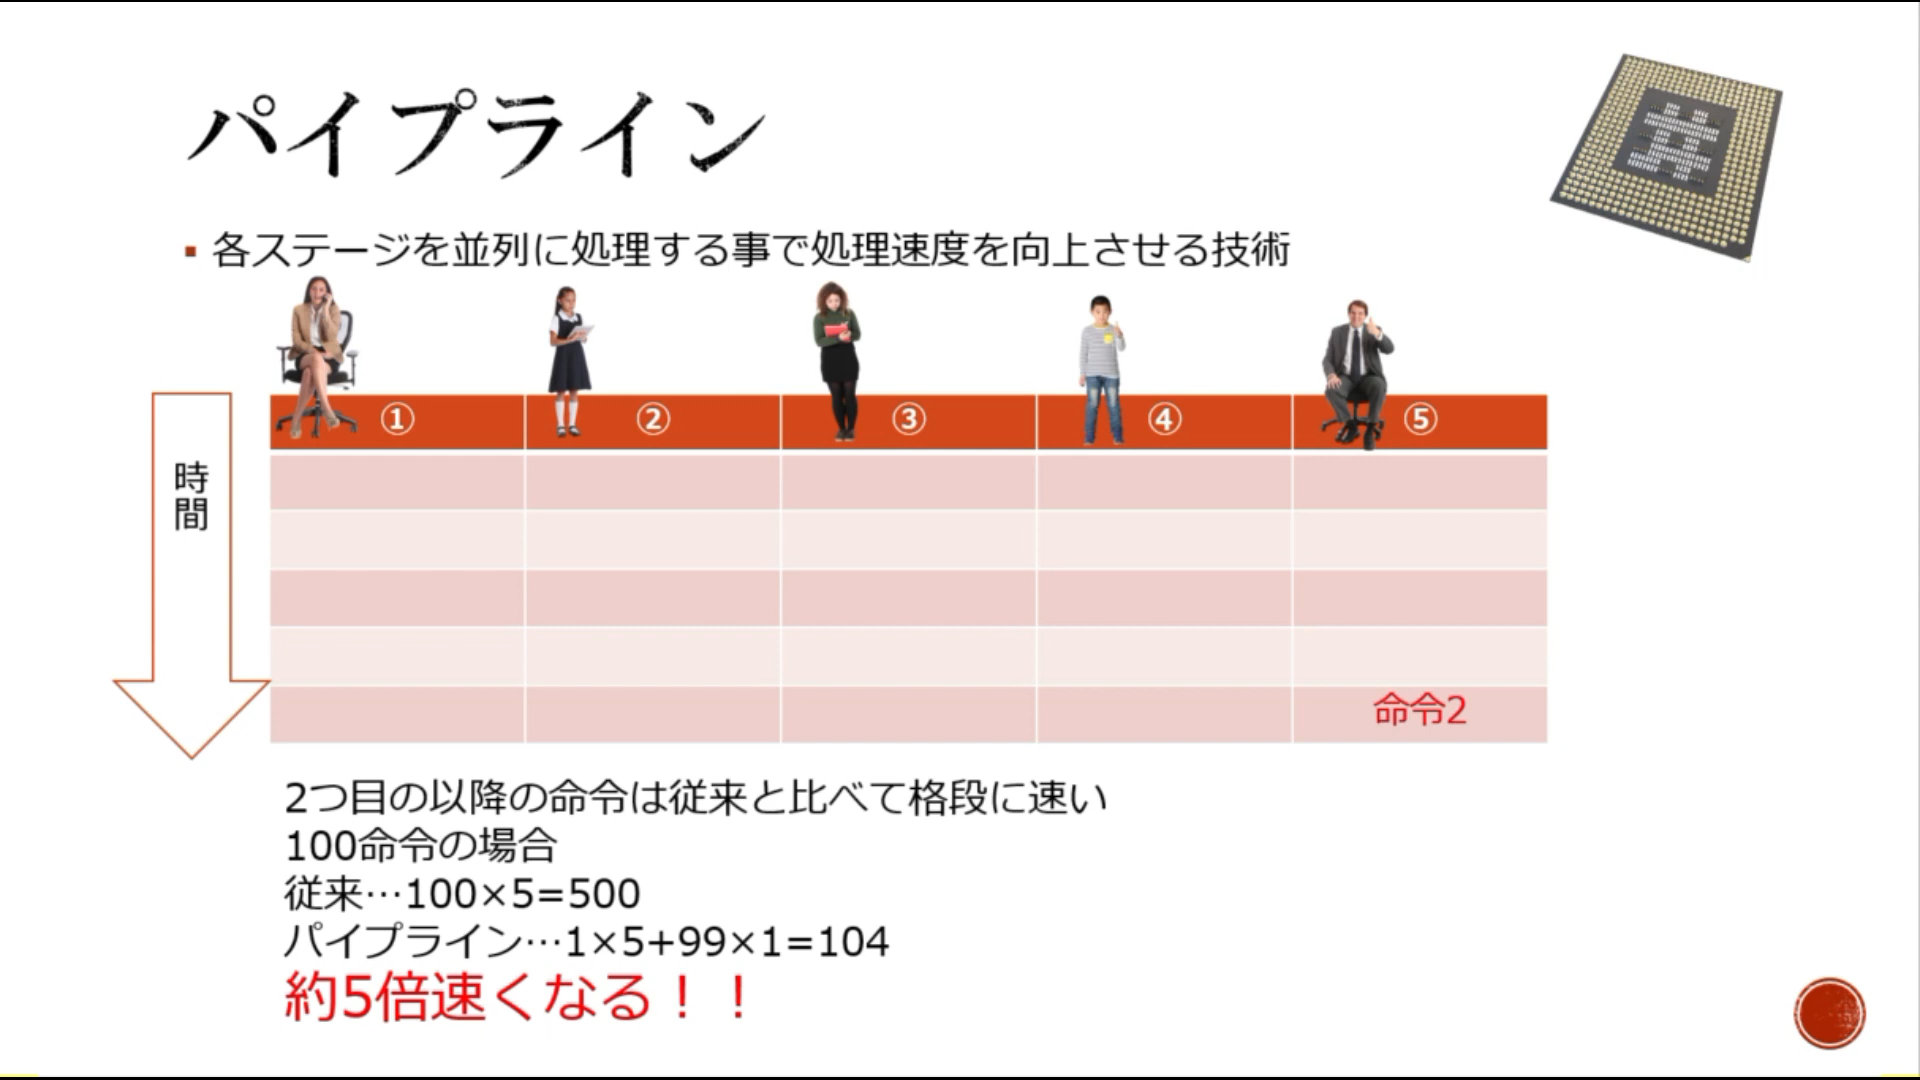 パイプライン
各ステージを並列に処理する事で処理速度を向上させる技術
① ② ③ ④ ⑤
時間
命令2
2つ目の以降の命令は従来と比べて格段に速い
100命令の場合
従来…100×5=500
パイプライン…1×5+99×1=104
約5倍速くなる！！